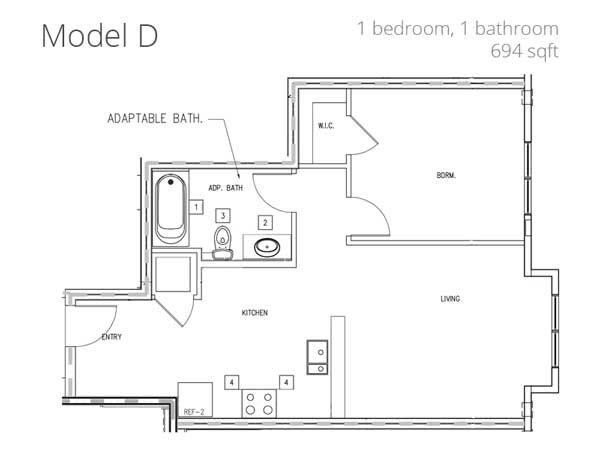 Model D
1 bedroom, 1 bathroom
694 sqft
ADAPTABLE BATH.
W.I.C.
BDRM.
ADP. BATH
1
3
2
LIVING
KITCHEN
ENTRY
4
4
REF-2